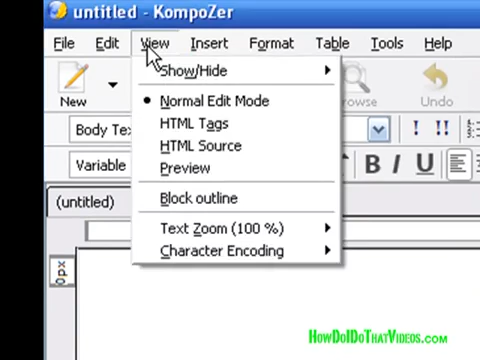 untitled - KompoZer
File Edit View Insert Format Table Tools Help
Show/Hide
New
Normal Edit Mode
rowse
Undo
HTML Tags
Body Tex
HTML Source
! !!
Variable
Preview
B I U
(untitled)
Block outline
Text Zoom (100 %)
Character Encoding
0px
HowDoIDoThatVideos.com